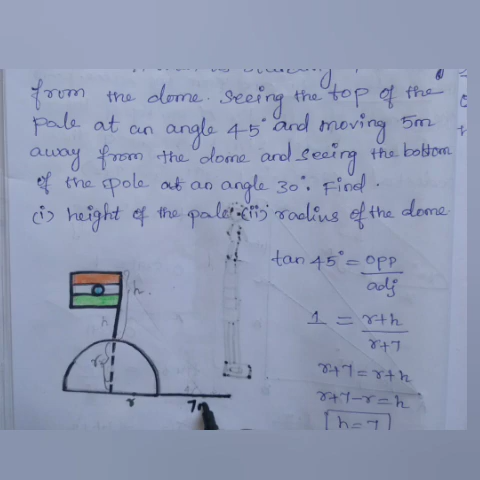 from the dome. Seeing the top of the
pole at an angle 45° and moving 5m
away from the dome and seeing the bottom
of the pole at an angle 30°. Find.
(i) height of the pole (ii) radius of the dome
tan 45° = opp
adj
1 = r+h
r+7
r+7 = r+h
r+7-r = h
h = 7
h.
h
r
r
7m